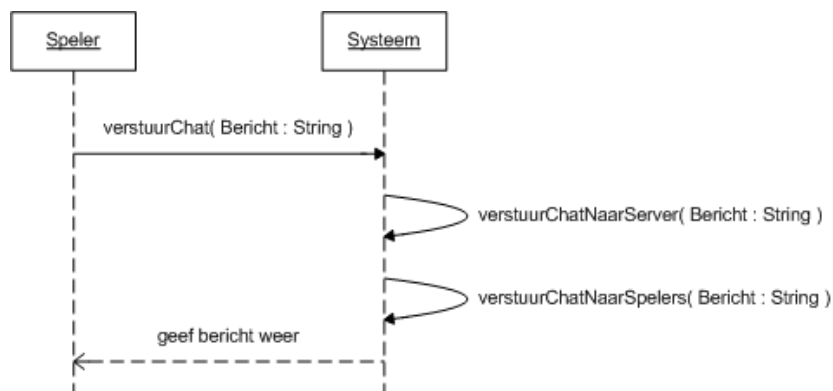 Speler
Systeem
verstuurChat( Bericht : String )
verstuurChatNaarServer( Bericht : String )
verstuurChatNaarSpelers( Bericht : String )
geef bericht weer